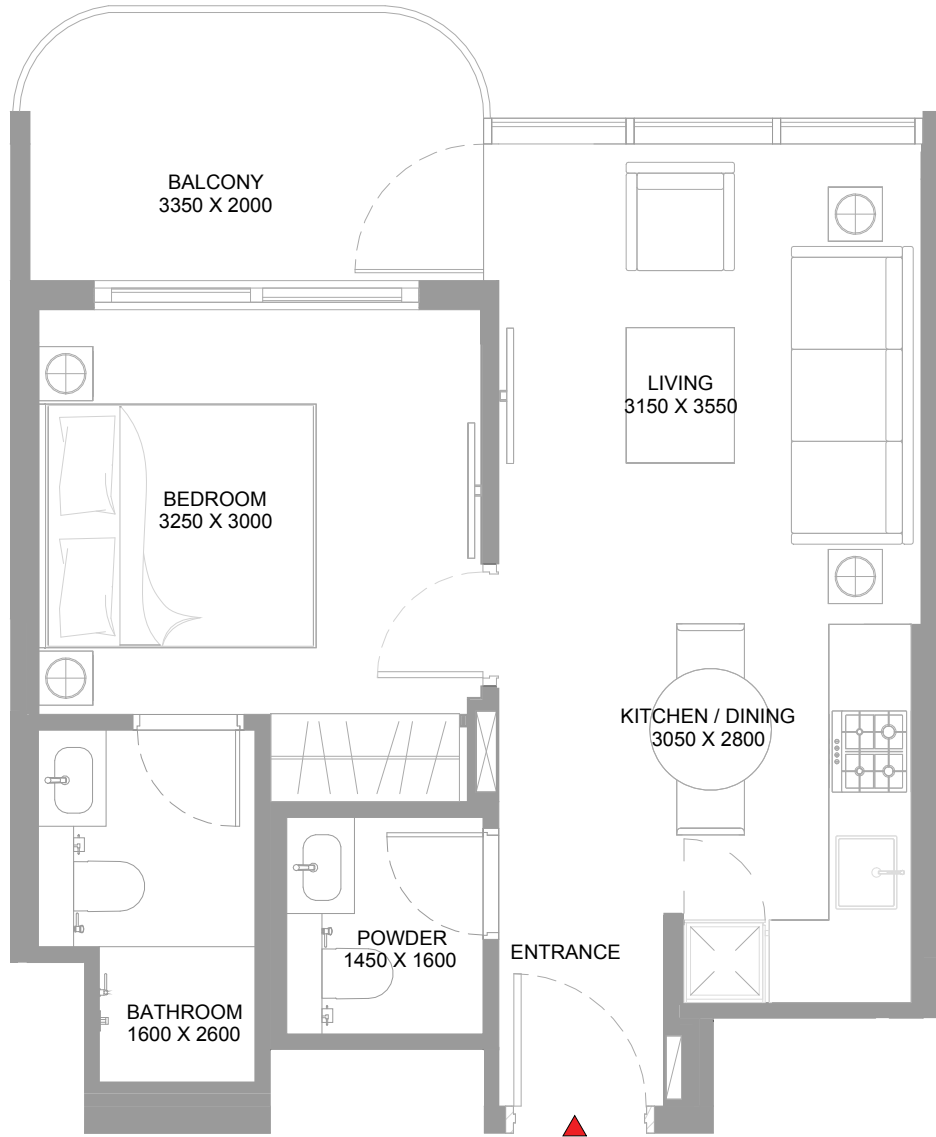 BALCONY
3350 X 2000
LIVING
3150 X 3550
BEDROOM
3250 X 3000
KITCHEN / DINING
3050 X 2800
POWDER
1450 X 1600
ENTRANCE
BATHROOM
1600 X 2600